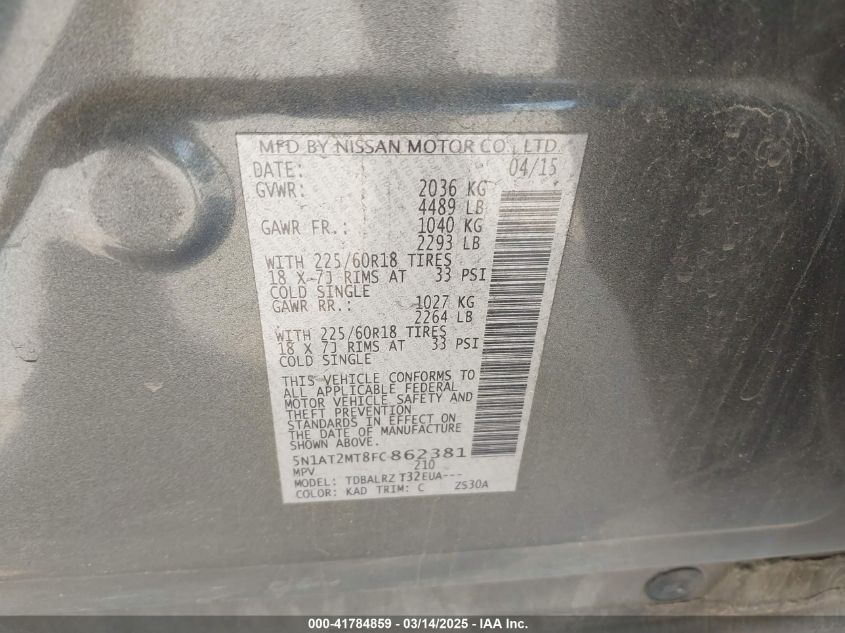 MFD BY NISSAN MOTOR CO., LTD.
DATE: 04/15
GVWR: 2036 KG
4489 LB
GAWR FR.: 1040 KG
2293 LB
WITH 225/60R18 TIRES
18 X 7J RIMS AT 33 PSI
COLD SINGLE
GAWR RR.: 1027 KG
2264 LB
WITH 225/60R18 TIRES
18 X 7J RIMS AT 33 PSI
COLD SINGLE
THIS VEHICLE CONFORMS TO
ALL APPLICABLE FEDERAL
MOTOR VEHICLE SAFETY AND
THEFT PREVENTION
STANDARDS IN EFFECT ON
THE DATE OF MANUFACTURE
SHOWN ABOVE.
5N1AT2MT8FC862381
MPV 210
MODEL: TDBALRZ T32EUA---
COLOR: KAD TRIM: C ZS30A
000-41784859 / 03/14/2025 - IAA Inc.